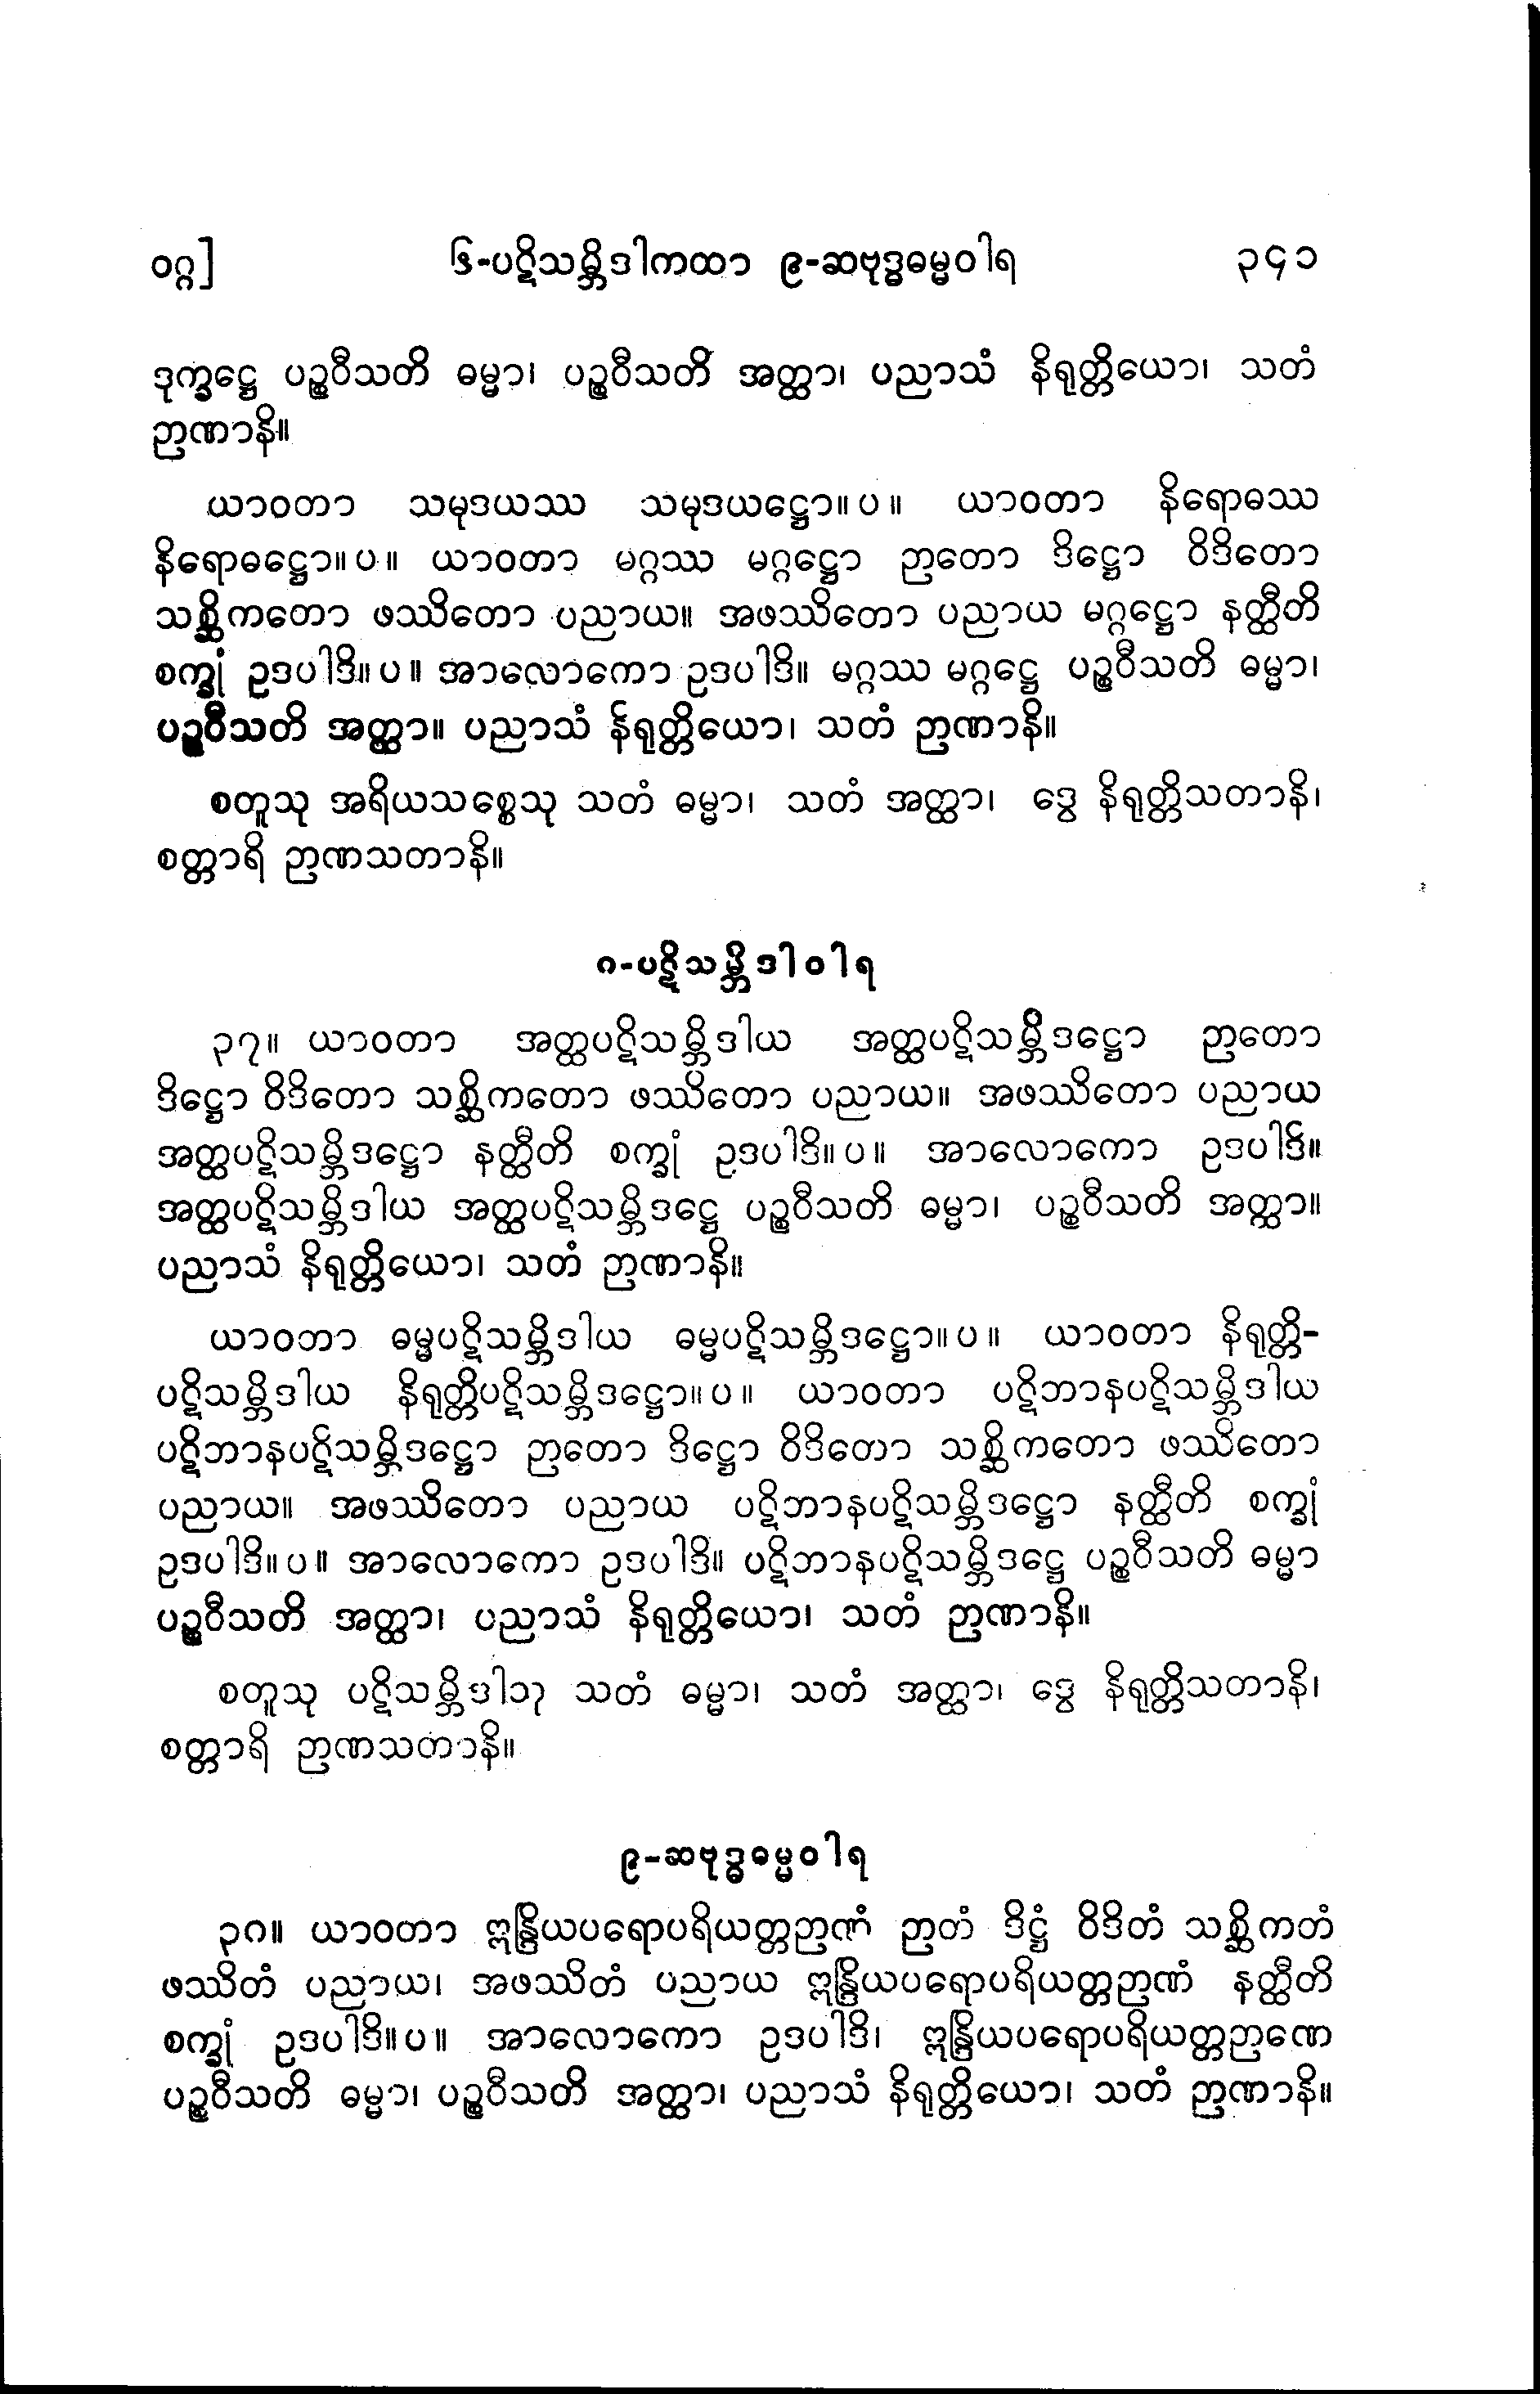 ဝဂ္ဂ] ၆-ပဋိသမ္ဘိဒါကထာ ၉-ဆဗုဒ္ဓဓမ္မဝါရ ၃၄၁
ဒုက္ခဋ္ဌေ ပဉ္စဝီသတိ ဓမ္မာ၊ ပဉ္စဝီသတိ အတ္ထာ၊ ပညာသံ နိရုတ္တိယော၊ သတံ
ဉာဏာနိ။
ယာဝတာ သမုဒယဿ သမုဒယဋ္ဌော။ပ။ ယာဝတာ နိရောဓဿ
နိရောဓဋ္ဌော။ပ။ ယာဝတာ မဂ္ဂဿ မဂ္ဂဋ္ဌော ဉာတော ဒိဋ္ဌော ဝိဒိတော
သစ္ဆိကတော ဖဿိတော ပညာယ။ အဖဿိတော ပညာယ မဂ္ဂဋ္ဌော နတ္ထီတိ
စက္ခုံ ဥဒပါဒိ။ပ။ အာလောကော ဥဒပါဒိ။ မဂ္ဂဿ မဂ္ဂဋ္ဌေ ပဉ္စဝီသတိ ဓမ္မာ၊
ပဉ္စဝီသတိ အတ္ထာ။ ပညာသံ နိရုတ္တိယော၊ သတံ ဉာဏာနိ။
စတူသု အရိယသစ္စေသု သတံ ဓမ္မာ၊ သတံ အတ္ထာ၊ ဒွေ နိရုတ္တိသတာနိ၊
စတ္တာရိ ဉာဏသတာနိ။
၈-ပဋိသမ္ဘိဒါဝါရ
၃၇။ ယာဝတာ အတ္ထပဋိသမ္ဘိဒါယ အတ္ထပဋိသမ္ဘိဒဋ္ဌော ဉာတော
ဒိဋ္ဌော ဝိဒိတော သစ္ဆိကတော ဖဿိတော ပညာယ။ အဖဿိတော ပညာယ
အတ္ထပဋိသမ္ဘိဒဋ္ဌော နတ္ထီတိ စက္ခုံ ဥဒပါဒိ။ပ။ အာလောကော ဥဒပါဒိ။
အတ္ထပဋိသမ္ဘိဒါယ အတ္ထပဋိသမ္ဘိဒဋ္ဌေ ပဉ္စဝီသတိ ဓမ္မာ၊ ပဉ္စဝီသတိ အတ္ထာ။
ပညာသံ နိရုတ္တိယော၊ သတံ ဉာဏာနိ။
ယာဝဘာ ဓမ္မပဋိသမ္ဘိဒါယ ဓမ္မပဋိသမ္ဘိဒဋ္ဌော။ပ။ ယာဝတာ နိရုတ္တိ-
ပဋိသမ္ဘိဒါယ နိရုတ္တိပဋိသမ္ဘိဒဋ္ဌော။ပ။ ယာဝတာ ပဋိဘာနပဋိသမ္ဘိဒါယ
ပဋိဘာနပဋိသမ္ဘိဒဋ္ဌော ဉာတော ဒိဋ္ဌော ဝိဒိတော သစ္ဆိကတော ဖဿိတော
ပညာယ။ အဖဿိတော ပညာယ ပဋိဘာနပဋိသမ္ဘိဒဋ္ဌော နတ္ထီတိ စက္ခုံ
ဥဒပါဒိ။ပ။ အာလောကော ဥဒပါဒိ။ ပဋိဘာနပဋိသမ္ဘိဒဋ္ဌေ ပဉ္စဝီသတိ ဓမ္မာ
ပဉ္စဝီသတိ အတ္ထာ၊ ပညာသံ နိရုတ္တိယော၊ သတံ ဉာဏာနိ။
စတူသု ပဋိသမ္ဘိဒါသု သတံ ဓမ္မာ၊ သတံ အတ္ထာ၊ ဒွေ နိရုတ္တိသတာနိ၊
စတ္တာရိ ဉာဏသတာနိ။
၉-ဆဗုဒ္ဓဓမ္မဝါရ
၃၈။ ယာဝတာ ဣန္ဒြိယပရောပရိယတ္တဉာဏံ ဉာတံ ဒိဋ္ဌံ ဝိဒိတံ သစ္ဆိကတံ
ဖဿိတံ ပညာယ၊ အဖဿိတံ ပညာယ ဣန္ဒြိယပရောပရိယတ္တဉာဏံ နတ္ထီတိ
စက္ခုံ ဥဒပါဒိ။ပ။ အာလောကော ဥဒပါဒိ၊ ဣန္ဒြိယပရောပရိယတ္တဉာဏေ
ပဉ္စဝီသတိ ဓမ္မာ၊ ပဉ္စဝီသတိ အတ္ထာ၊ ပညာသံ နိရုတ္တိယော၊ သတံ ဉာဏာနိ။